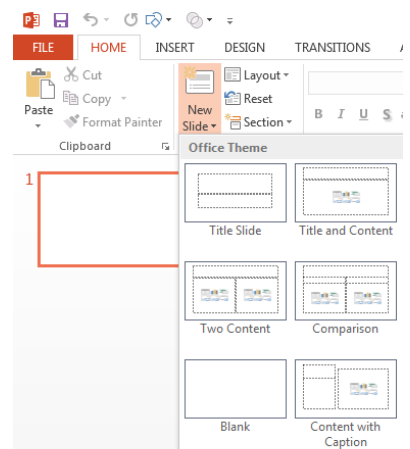 FILE HOME INSERT DESIGN TRANSITIONS
Cut
Copy
Format Painter
Paste
Clipboard
New
Slide
Layout
Reset
Section
B I U S
Office Theme
1
Title Slide
Title and Content
Two Content
Comparison
Blank
Content with
Caption